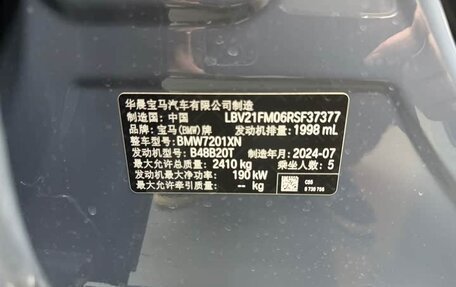 华晨宝马汽车有限公司制造
制造国：中国 LBV21FM06RSF37377
品牌：宝马(BMW)牌 发动机排量：1998 mL
整车型号：BMW7201XN
发动机型号：B48B20T 制造年月：2024-07
最大允许总质量：2410 kg 乘坐人数：5
发动机最大净功率：190 kW
最大允许牵引质量：-- kg